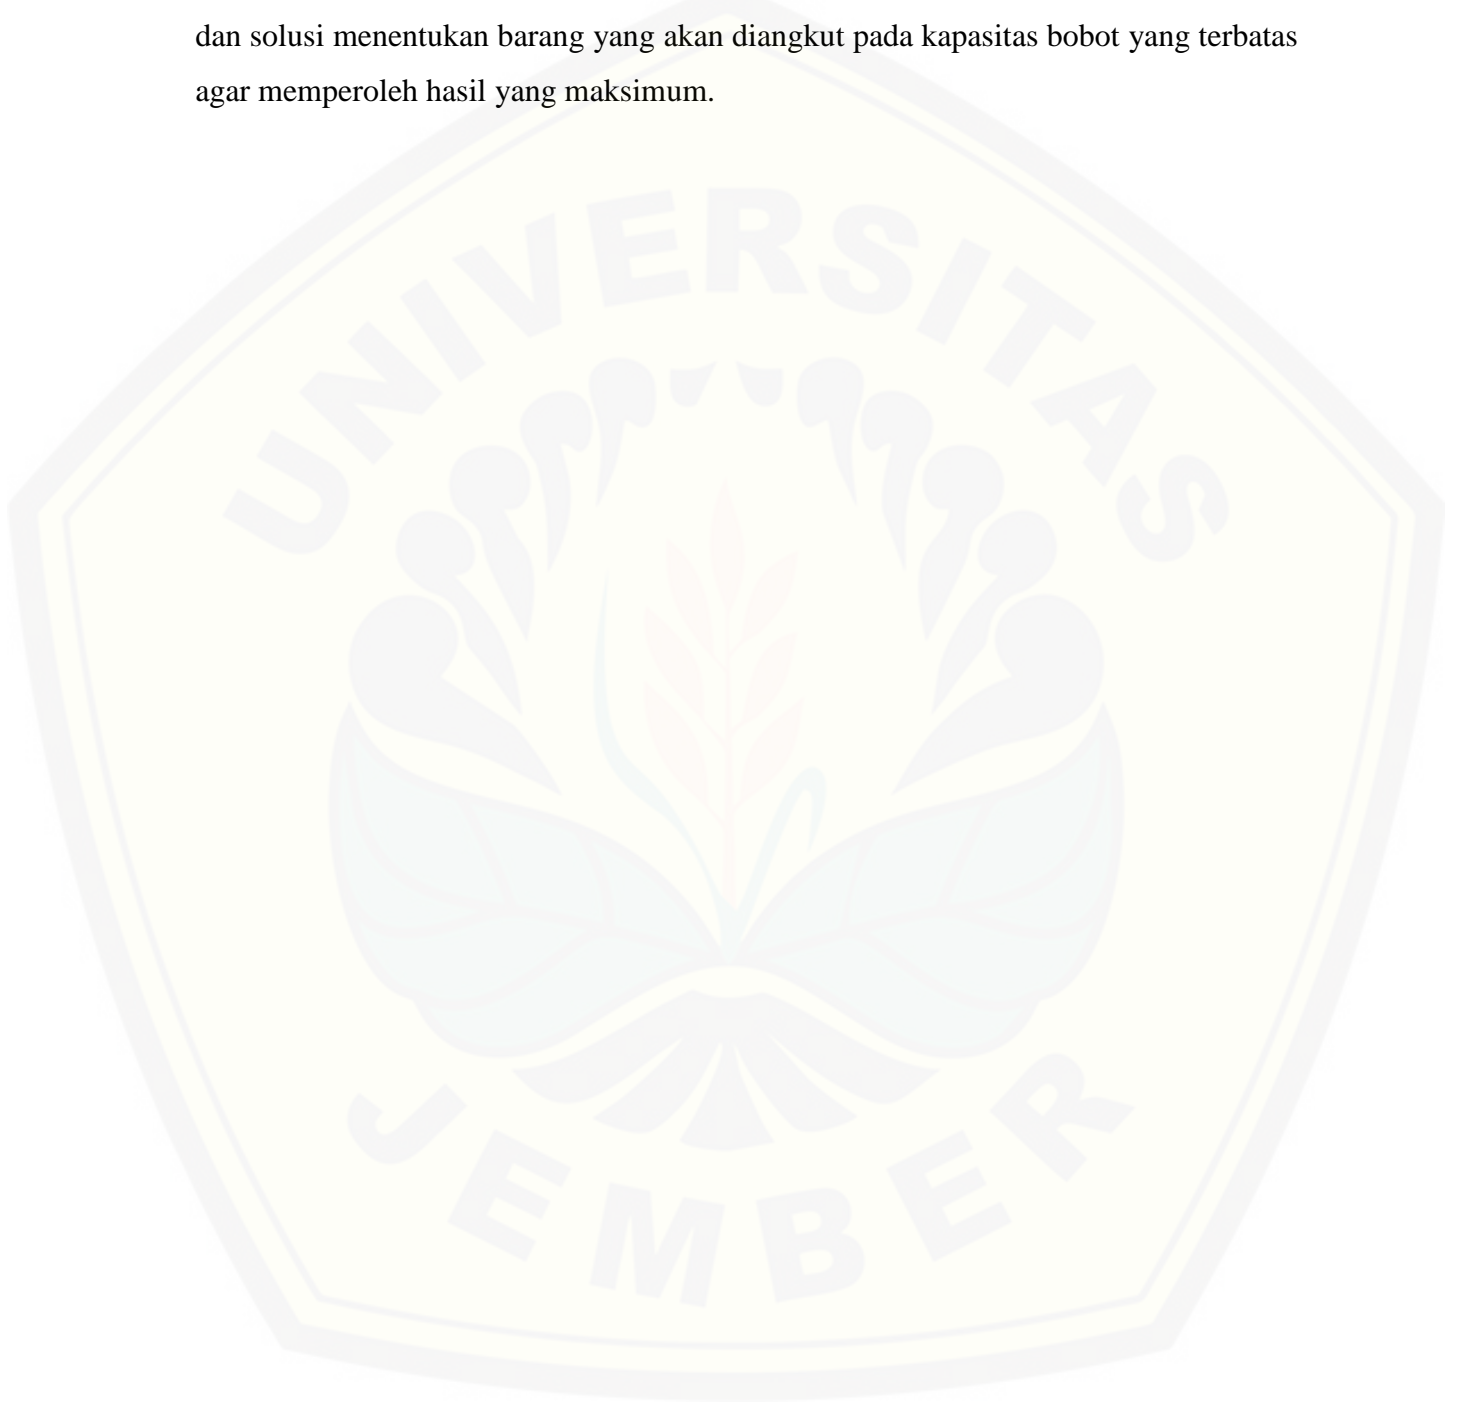 dan solusi menentukan barang yang akan diangkut pada kapasitas bobot yang terbatas
agar memperoleh hasil yang maksimum.
UNIVERSITAS
JEMBER